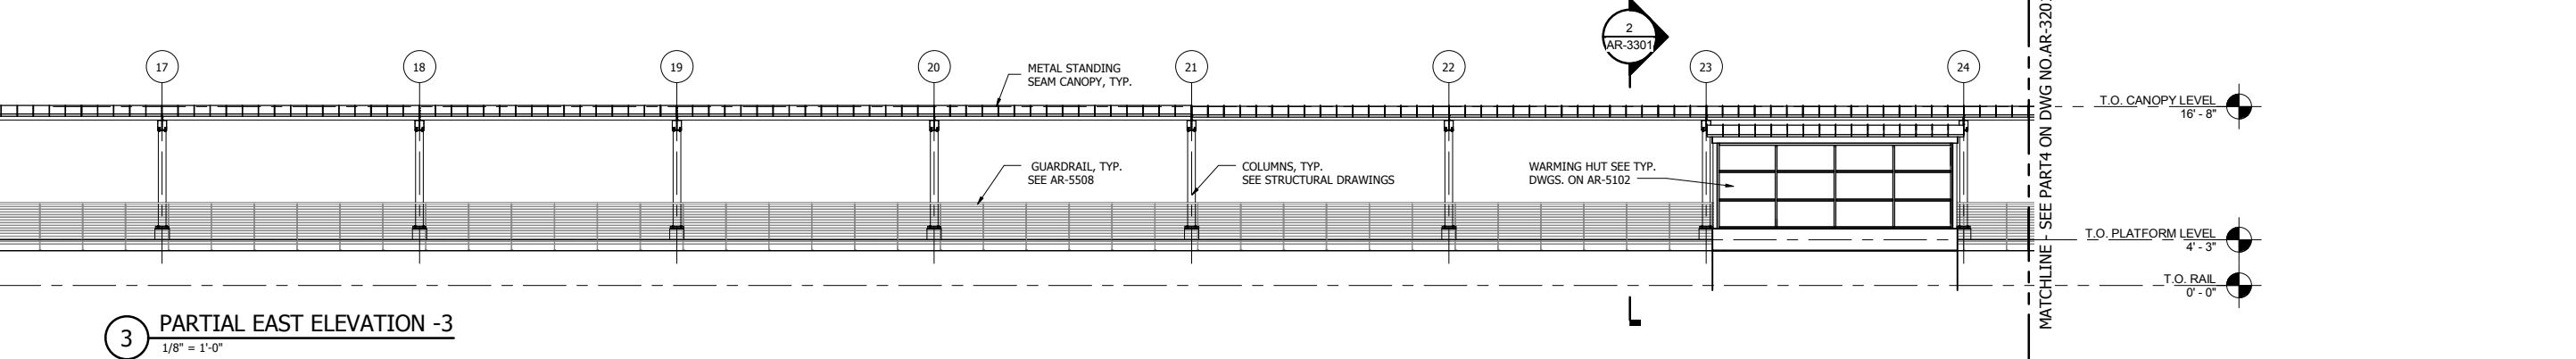 2
AR-3301
17
18
19
20
21
22
23
24
METAL STANDING
SEAM CANOPY, TYP.
T.O. CANOPY LEVEL
16' - 8"
GUARDRAIL, TYP.
SEE AR-5508
COLUMNS, TYP.
SEE STRUCTURAL DRAWINGS
WARMING HUT SEE TYP.
DWGS. ON AR-5102
MATCHLINE - SEE PART4 ON DWG NO.AR-3201
T.O. PLATFORM LEVEL
4' - 3"
T.O. RAIL
0' - 0"
3
PARTIAL EAST ELEVATION -3
1/8" = 1'-0"